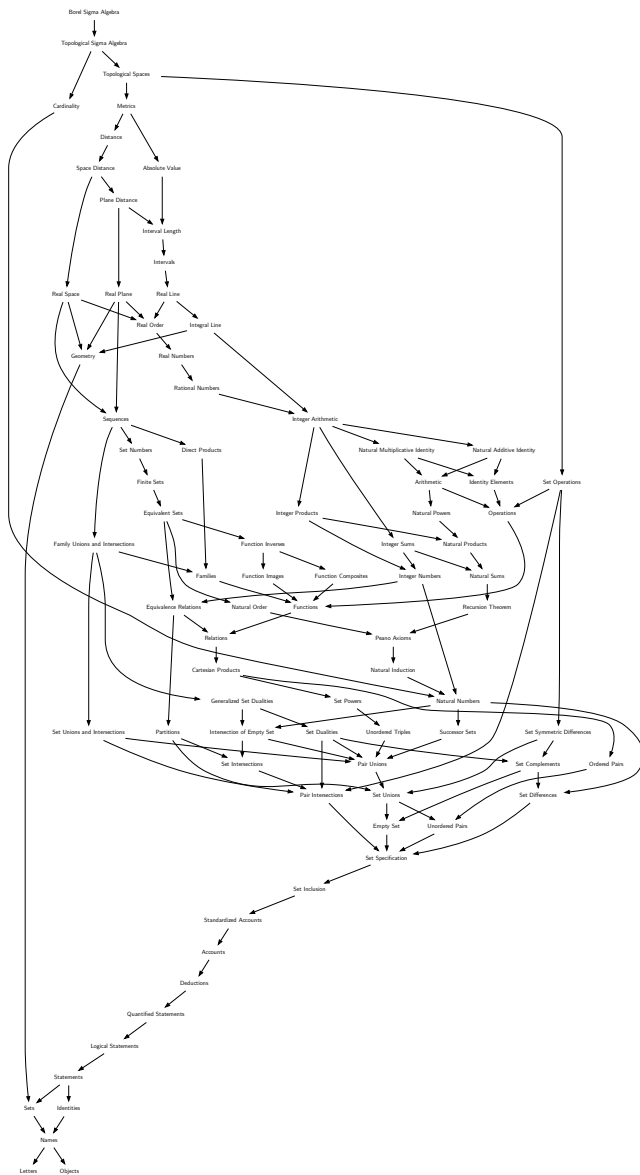 Borel Sigma Algebra
Topological Sigma Algebra
Topological Spaces
Cardinality
Metrics
Distance
Space Distance
Absolute Value
Plane Distance
Interval Length
Intervals
Real Space
Real Plane
Real Line
Real Order
Integral Line
Geometry
Real Numbers
Rational Numbers
Sequences
Integer Arithmetic
Set Numbers
Direct Products
Natural Multiplicative Identity
Natural Additive Identity
Finite Sets
Arithmetic
Identity Elements
Set Operations
Equivalent Sets
Integer Products
Natural Powers
Operations
Family Unions and Intersections
Function Inverses
Integer Sums
Natural Products
Families
Function Images
Function Composites
Integer Numbers
Natural Sums
Equivalence Relations
Natural Order
Functions
Recursion Theorem
Relations
Peano Axioms
Cartesian Products
Natural Induction
Generalized Set Dualities
Set Powers
Natural Numbers
Set Unions and Intersections
Partitions
Intersection of Empty Set
Set Dualities
Unordered Triples
Successor Sets
Set Symmetric Differences
Set Intersections
Pair Unions
Set Complements
Ordered Pairs
Pair Intersections
Set Unions
Set Differences
Empty Set
Unordered Pairs
Set Specification
Set Inclusion
Standardized Accounts
Accounts
Deductions
Quantified Statements
Logical Statements
Statements
Sets
Identities
Names
Letters
Objects